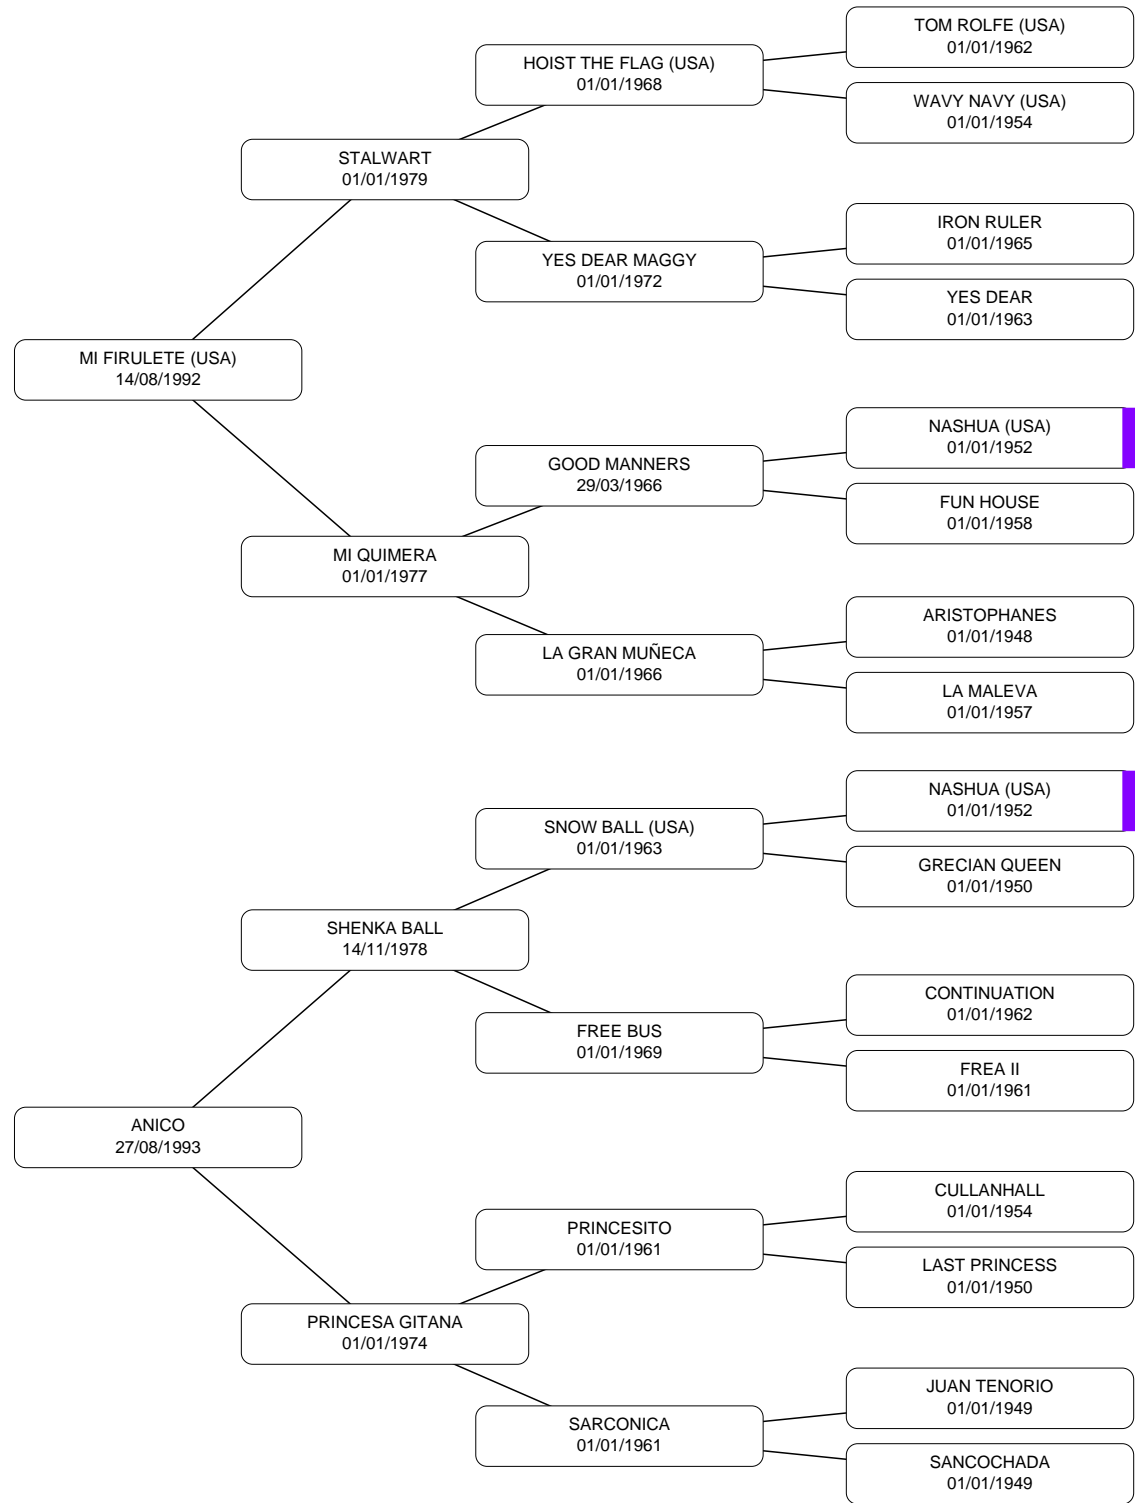 TOM ROLFE (USA)
01/01/1962
HOIST THE FLAG (USA)
01/01/1968
WAVY NAVY (USA)
01/01/1954
STALWART
01/01/1979
IRON RULER
01/01/1965
YES DEAR MAGGY
01/01/1972
YES DEAR
01/01/1963
MI FIRULETE (USA)
14/08/1992
NASHUA (USA)
01/01/1952
GOOD MANNERS
29/03/1966
FUN HOUSE
01/01/1958
MI QUIMERA
01/01/1977
ARISTOPHANES
01/01/1948
LA GRAN MUÑECA
01/01/1966
LA MALEVA
01/01/1957
NASHUA (USA)
01/01/1952
SNOW BALL (USA)
01/01/1963
GRECIAN QUEEN
01/01/1950
SHENKA BALL
14/11/1978
CONTINUATION
01/01/1962
FREE BUS
01/01/1969
FREA II
01/01/1961
ANICO
27/08/1993
CULLANHALL
01/01/1954
PRINCESITO
01/01/1961
LAST PRINCESS
01/01/1950
PRINCESA GITANA
01/01/1974
JUAN TENORIO
01/01/1949
SARCONICA
01/01/1961
SANCOCHADA
01/01/1949